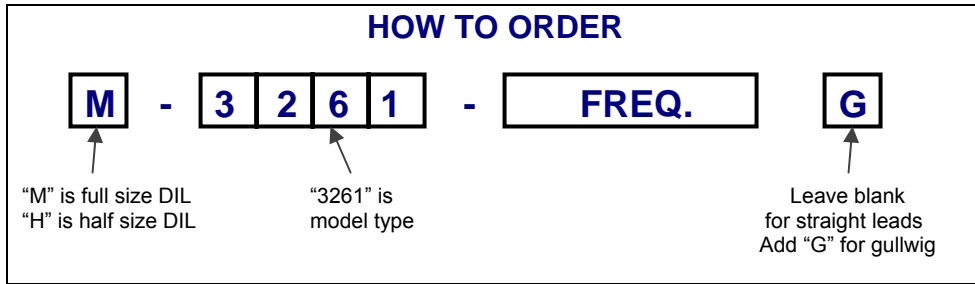 HOW TO ORDER
M - 3 2 6 1 - FREQ. G
“M” is full size DIL
“H” is half size DIL
“3261” is
model type
Leave blank
for straight leads
Add “G” for gullwig